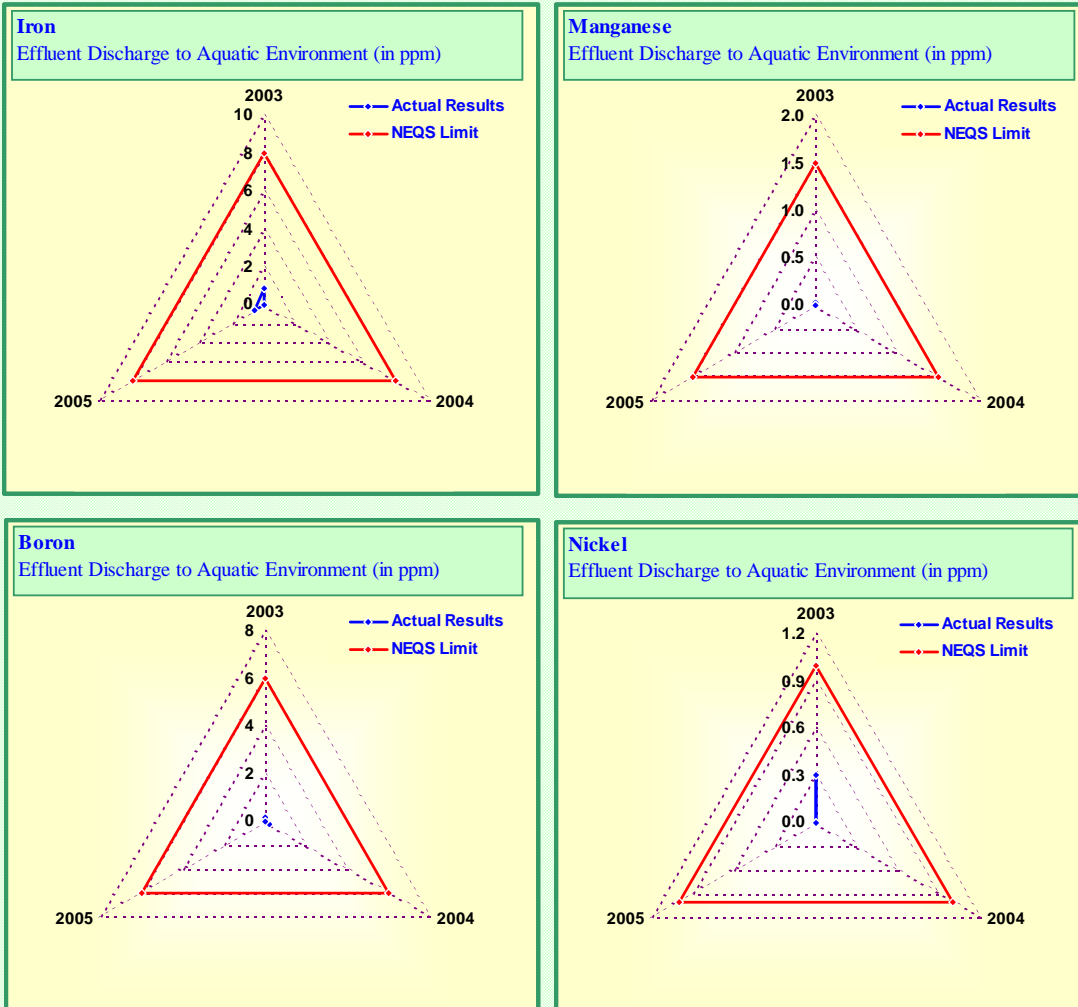 Iron
Effluent Discharge to Aquatic Environment (in ppm)
2003
10
8
6
4
2
0
2005
2004
Actual Results
NEQS Limit
Manganese
Effluent Discharge to Aquatic Environment (in ppm)
2003
2.0
1.5
1.0
0.5
0.0
2005
2004
Actual Results
NEQS Limit
Boron
Effluent Discharge to Aquatic Environment (in ppm)
2003
8
6
4
2
0
2005
2004
Actual Results
NEQS Limit
Nickel
Effluent Discharge to Aquatic Environment (in ppm)
2003
1.2
0.9
0.6
0.3
0.0
2005
2004
Actual Results
NEQS Limit